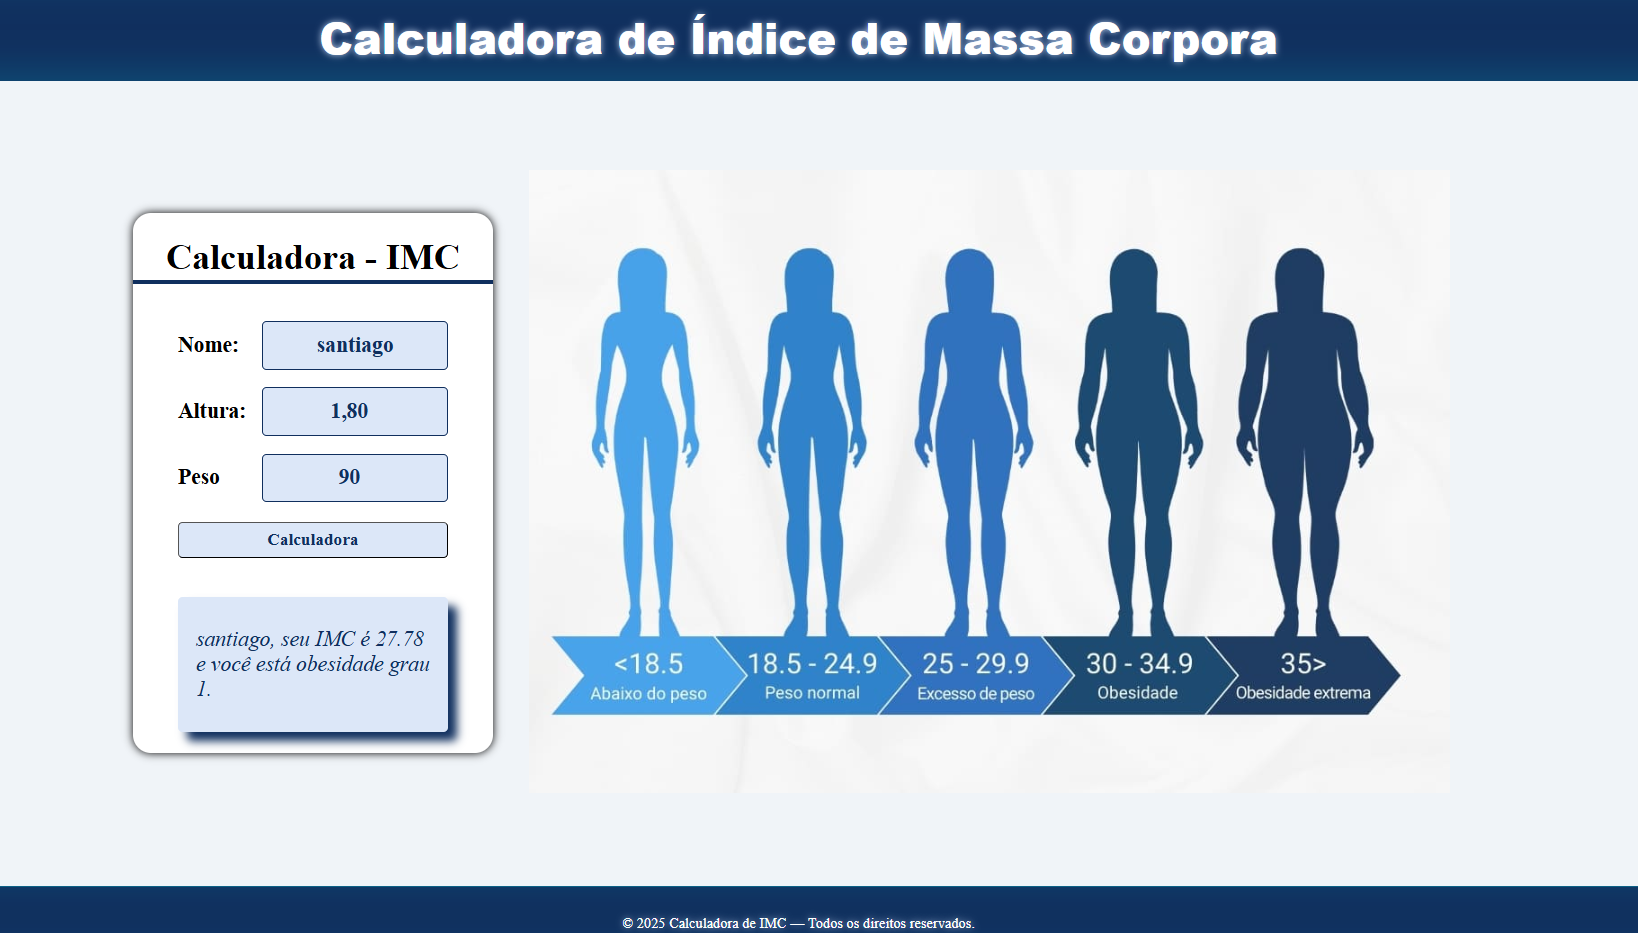 Calculadora de Índice de Massa Corpora
Calculadora - IMC
Nome: santiago
Altura: 1,80
Peso 90
Calculadora
santiago, seu IMC é 27.78
e você está obesidade grau
1.
<18.5 18.5 - 24.9 25 - 29.9 30 - 34.9 35>
Abaixo do peso Peso normal Excesso de peso Obesidade Obesidade extrema
© 2025 Calculadora de IMC — Todos os direitos reservados.